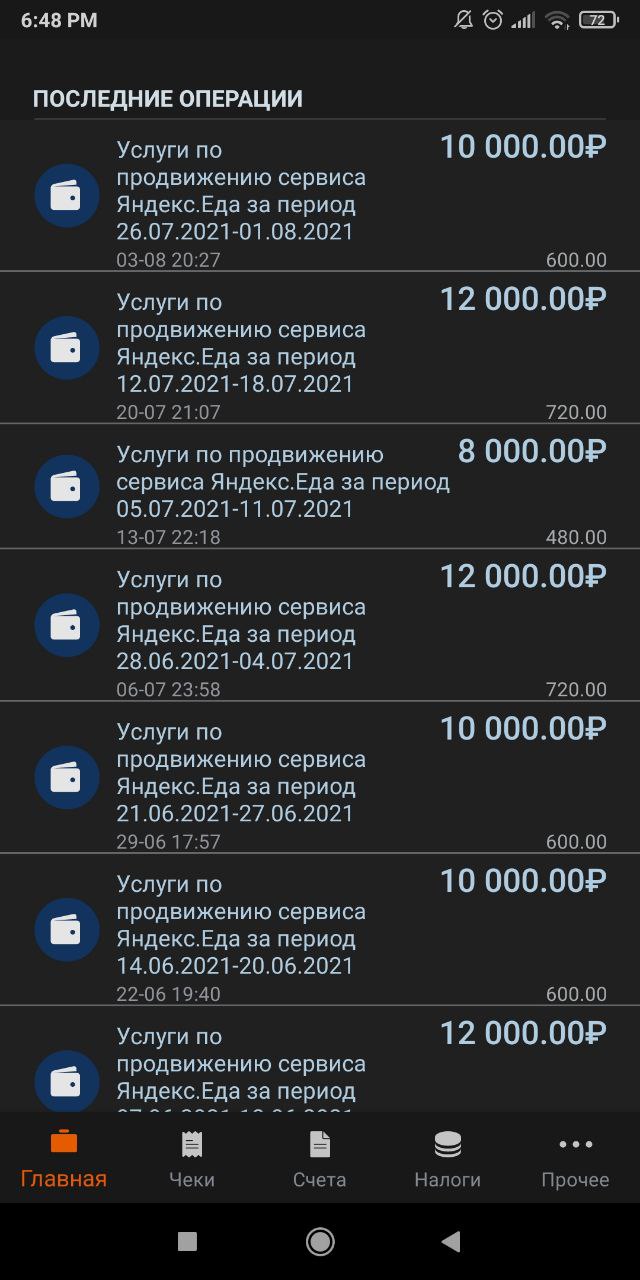 6:48 PM
72
ПОСЛЕДНИЕ ОПЕРАЦИИ
Услуги по
10 000.00₽
продвижению сервиса
Яндекс.Еда за период
26.07.2021-01.08.2021
03-08 20:27
600.00
Услуги по
12 000.00₽
продвижению сервиса
Яндекс.Еда за период
12.07.2021-18.07.2021
20-07 21:07
720.00
Услуги по продвижению
8 000.00₽
сервиса Яндекс.Еда за период
05.07.2021-11.07.2021
13-07 22:18
480.00
Услуги по
12 000.00₽
продвижению сервиса
Яндекс.Еда за период
28.06.2021-04.07.2021
06-07 23:58
720.00
Услуги по
10 000.00₽
продвижению сервиса
Яндекс.Еда за период
21.06.2021-27.06.2021
29-06 17:57
600.00
Услуги по
10 000.00₽
продвижению сервиса
Яндекс.Еда за период
14.06.2021-20.06.2021
22-06 19:40
600.00
Услуги по
12 000.00₽
продвижению сервиса
Яндекс.Еда за период
Главная
Чеки
Счета
Налоги
Прочее